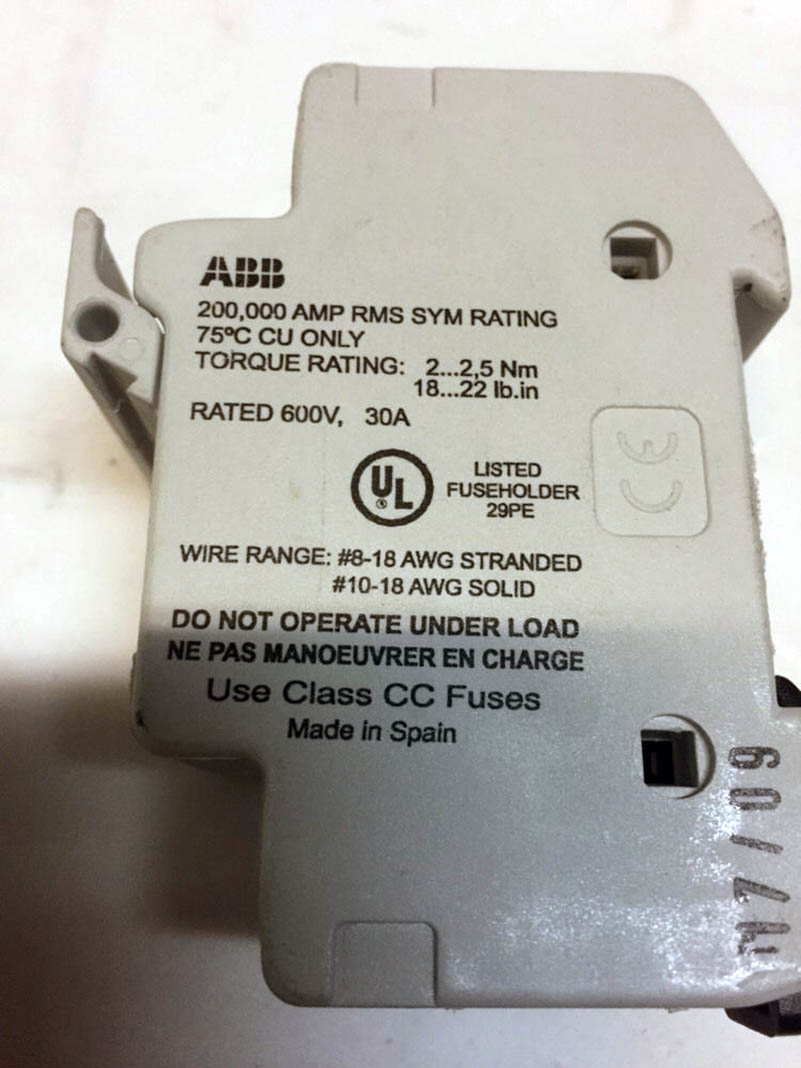 ABB
200,000 AMP RMS SYM RATING
75ºC CU ONLY
TORQUE RATING: 2...2,5 Nm
18...22 lb.in
RATED 600V, 30A
UL
®
LISTED
FUSEHOLDER
29PE
CE
WIRE RANGE: #8-18 AWG STRANDED
#10-18 AWG SOLID
DO NOT OPERATE UNDER LOAD
NE PAS MANOEUVRER EN CHARGE
Use Class CC Fuses
Made in Spain
/09